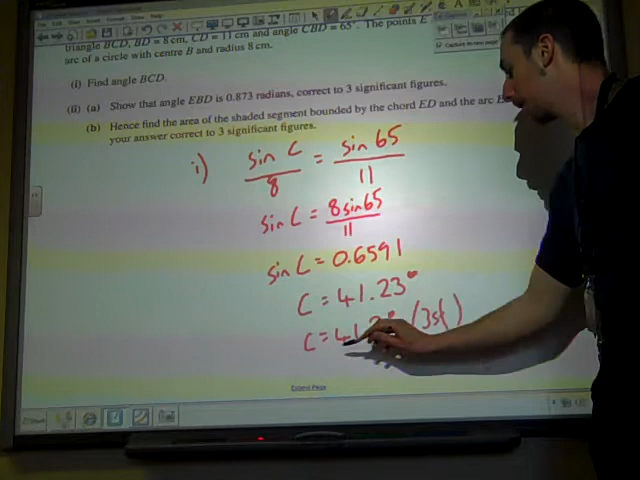 triangle BCD, BD = 8 cm, CD = 11 cm and angle CBD = 65°. The points E
arc of a circle with centre B and radius 8 cm.
(i) Find angle BCD.
(ii) (a) Show that angle EBD is 0.873 radians, correct to 3 significant figures.
(b) Hence find the area of the shaded segment bounded by the chord ED and the arc
your answer correct to 3 significant figures.
i) sin C / 8 = sin 65 / 11
sin C = 8 sin 65 / 11
sin C = 0.6591
C = 41.23°
C = 41.2° (3sf)
Extend Page